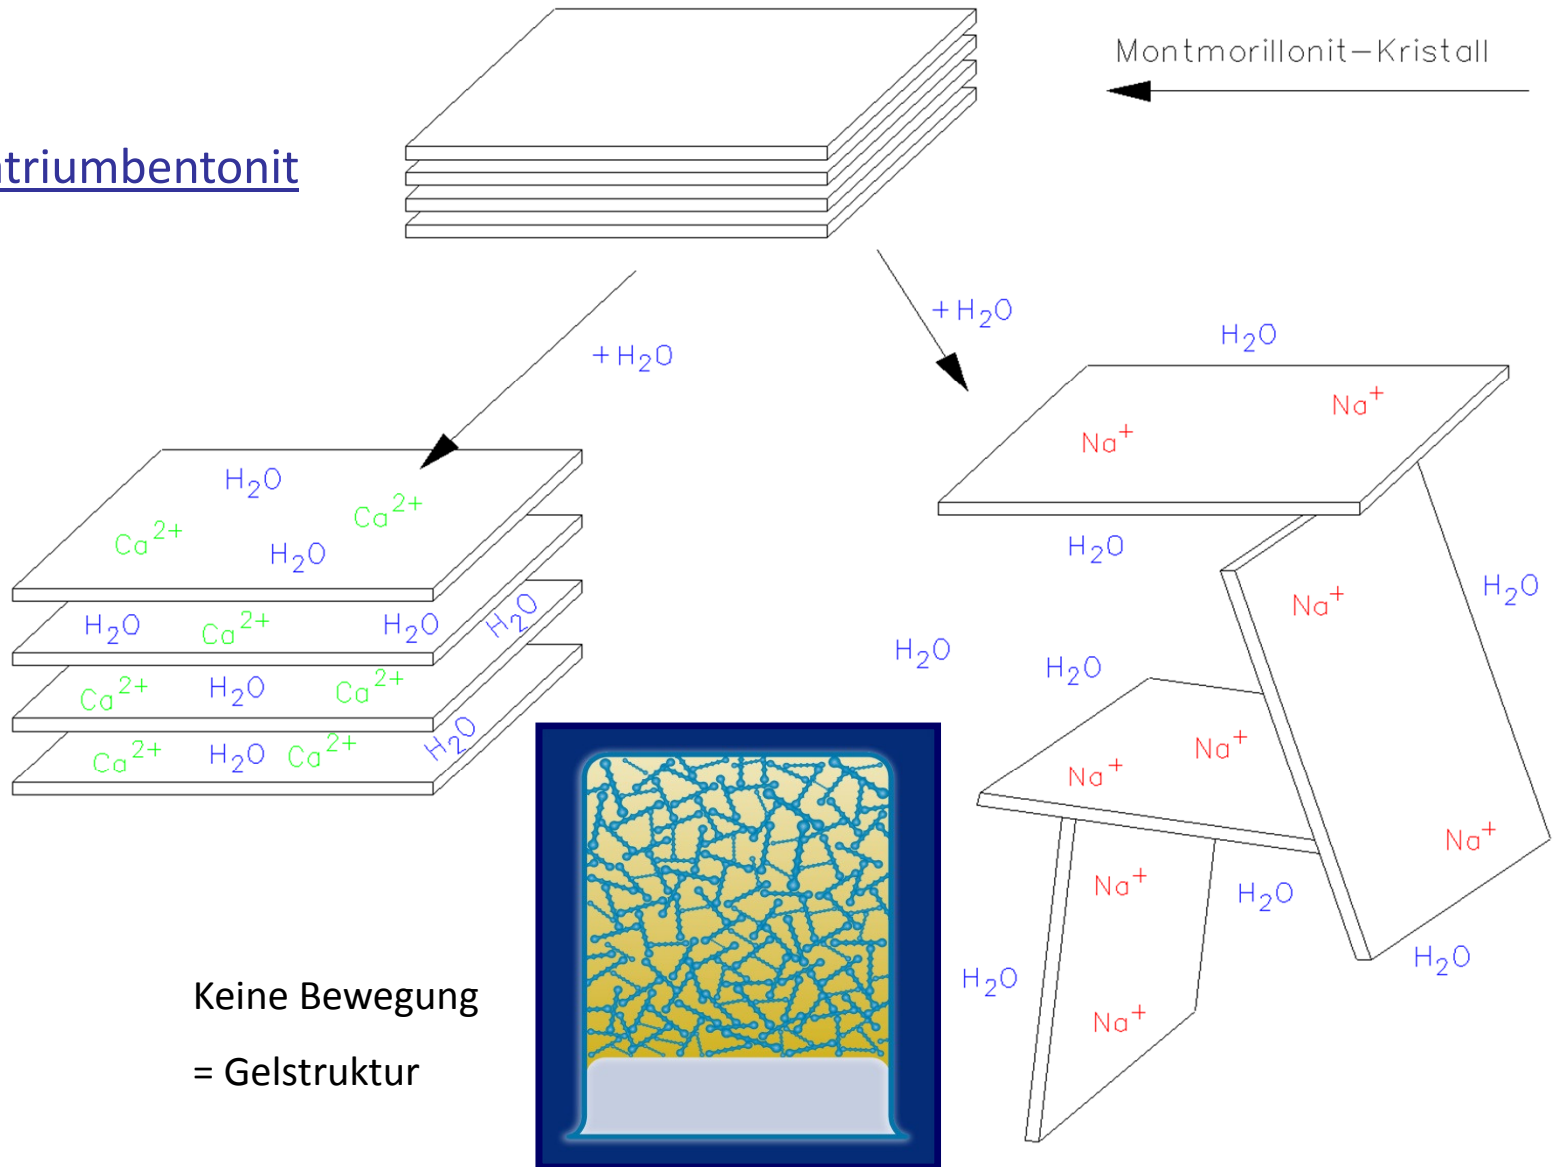 Montmorillonit-Kristall
triumbentonit
+H₂O
+H₂O
H₂O
Na⁺
Na⁺
H₂O
H₂O
Ca²⁺
Ca²⁺
H₂O
H₂O
H₂O
Na⁺
H₂O
Ca²⁺
H₂O
H₂O
H₂O
H₂O
Ca²⁺
H₂O
Ca²⁺
Ca²⁺
H₂O
Ca²⁺
H₂O
Na⁺
Na⁺
Na⁺
Na⁺
H₂O
H₂O
H₂O
Na⁺
Keine Bewegung
= Gelstruktur